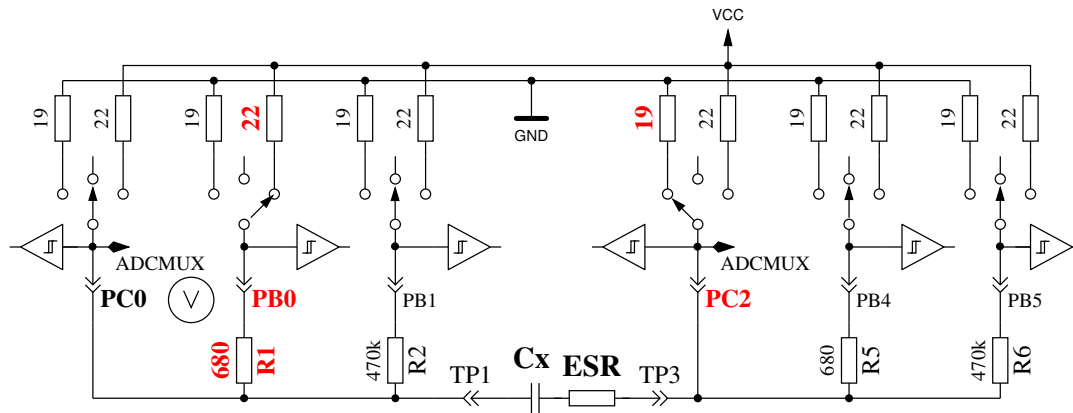 VCC
19
22
19
22
19
22
GND
19
22
19
22
19
22
ADCMUX
ADCMUX
PC0
V
PB0
PB1
PC2
PB4
PB5
680
R1
470k
R2
TP1
Cx
ESR
TP3
680
R5
470k
R6